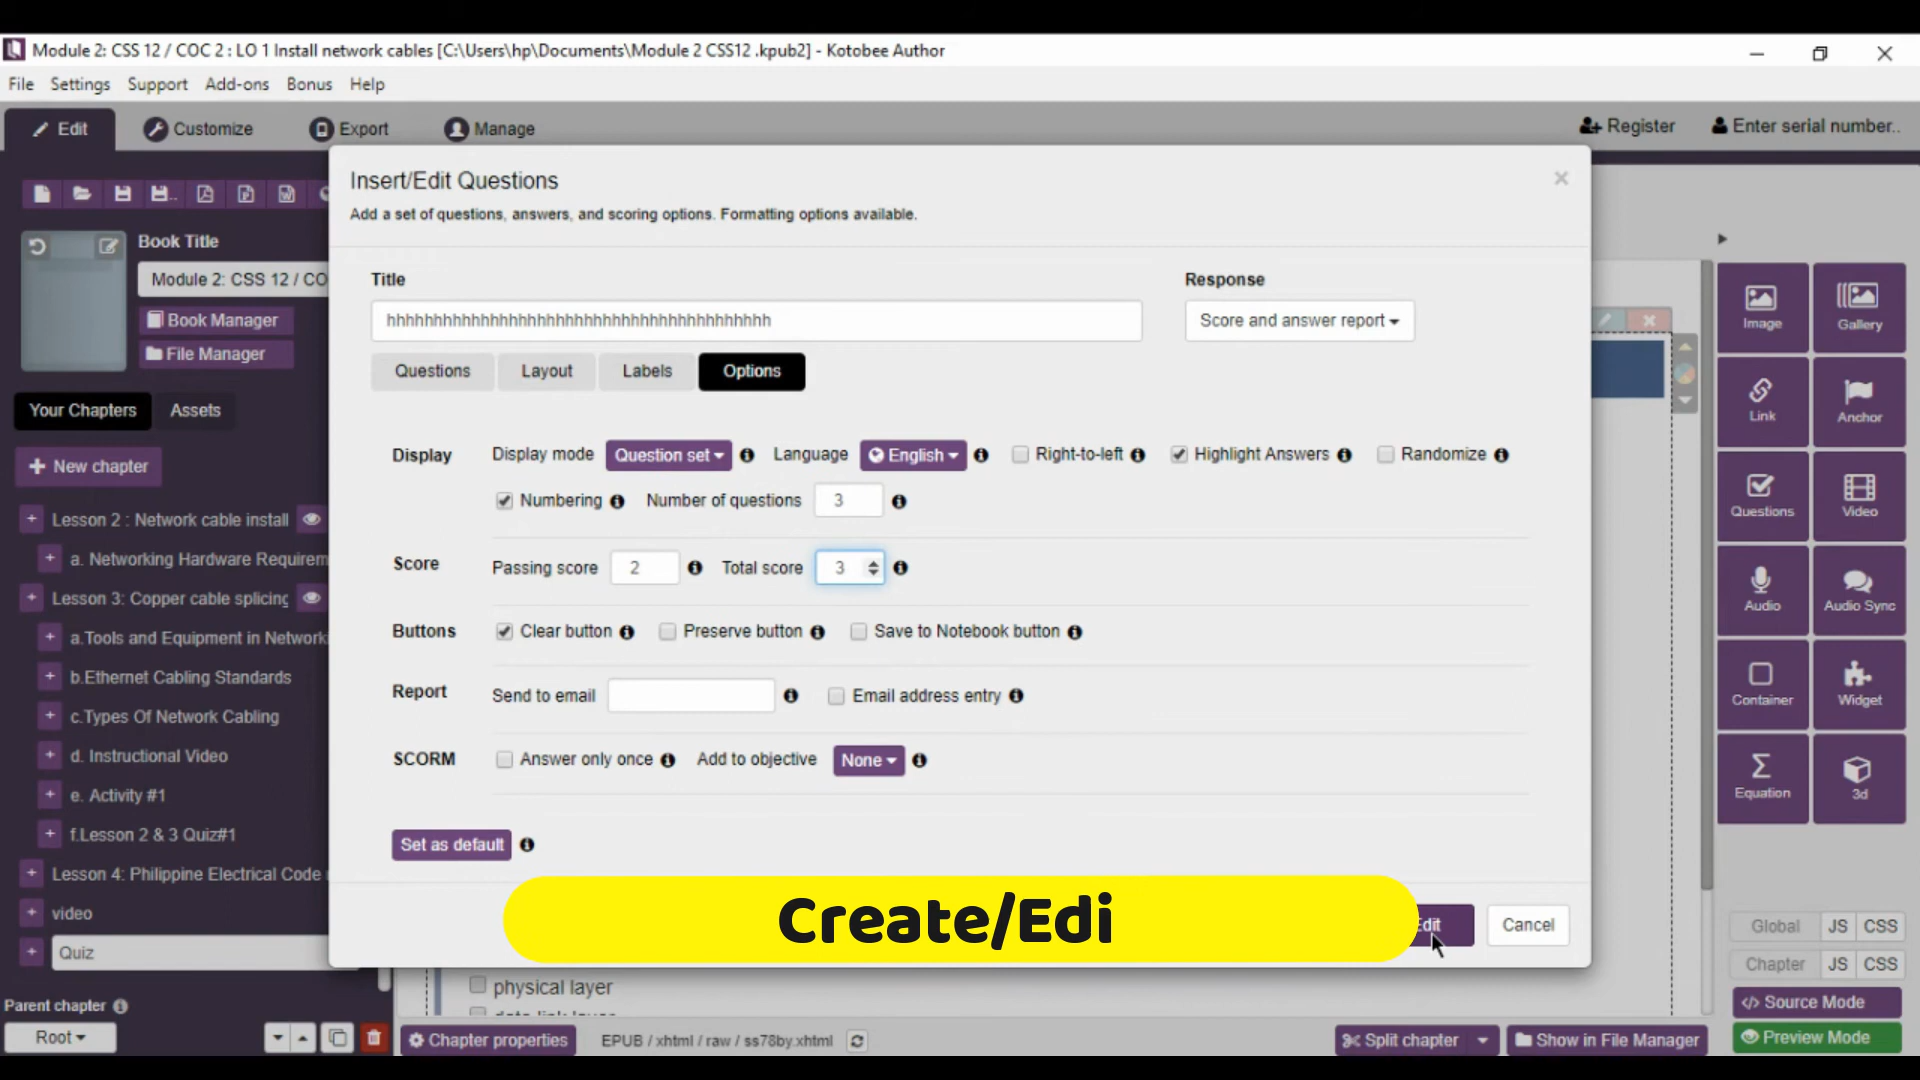 Module 2: CSS 12 / COC 2 : LO 1 Install network cables [C:\Users\hp\Documents\Module 2 CSS12 .kpub2] - Kotobee Author
File Settings Support Add-ons Bonus Help
Edit Customize Export Manage Register Enter serial number..
Book Title
Module 2: CSS 12 / CO
Book Manager
File Manager
Your Chapters Assets
New chapter
Lesson 2 : Network cable install
a. Networking Hardware Requirem
Lesson 3: Copper cable splicing
a.Tools and Equipment in Network
b.Ethernet Cabling Standards
c.Types Of Network Cabling
d. Instructional Video
e. Activity #1
f.Lesson 2 & 3 Quiz#1
Lesson 4: Philippine Electrical Code
video
Quiz
Parent chapter
Root
Insert/Edit Questions
Add a set of questions, answers, and scoring options. Formatting options available.
Title Response
hhhhhhhhhhhhhhhhhhhhhhhhhhhhhhhhhhhhhhhhh Score and answer report
Questions Layout Labels Options
Display Display mode Question set Language English Right-to-left Highlight Answers Randomize
Numbering Number of questions 3
Score Passing score 2 Total score 3
Buttons Clear button Preserve button Save to Notebook button
Report Send to email Email address entry
SCORM Answer only once Add to objective None
Set as default
Create/Edi
Edit Cancel
physical layer
data link layer
Chapter properties EPUB / xhtml / raw / ss78by.xhtml Split chapter Show in File Manager
Image Gallery
Link Anchor
Questions Video
Audio Audio Sync
Container Widget
Equation 3d
Global JS CSS
Chapter JS CSS
Source Mode
Preview Mode